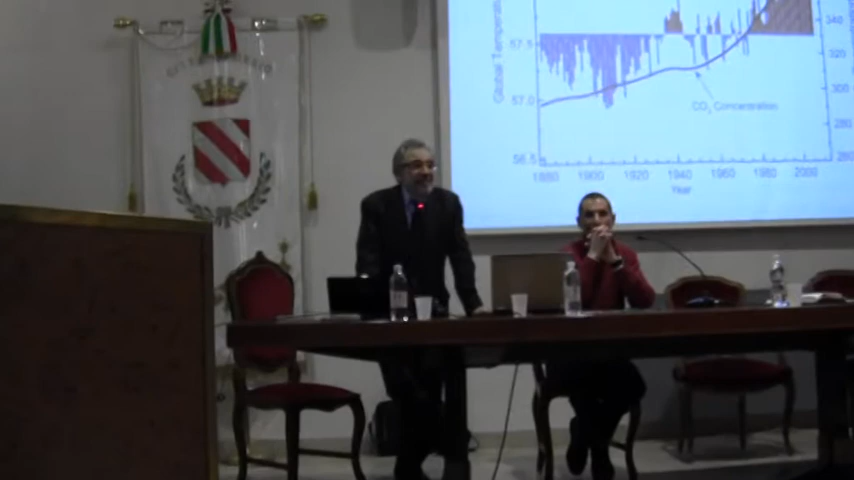 Global Temperature
57.5
57.0
56.5
CO2 Concentration
340
320
300
280
260
1880 1900 1920 1940 1960 1980 2000
Year